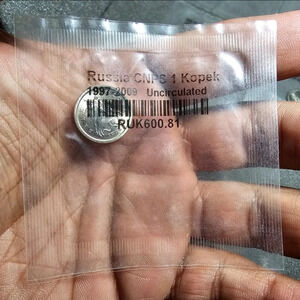 Russia CNPS 1 Kopek
1997-2009 Uncirculated
RUK600.81